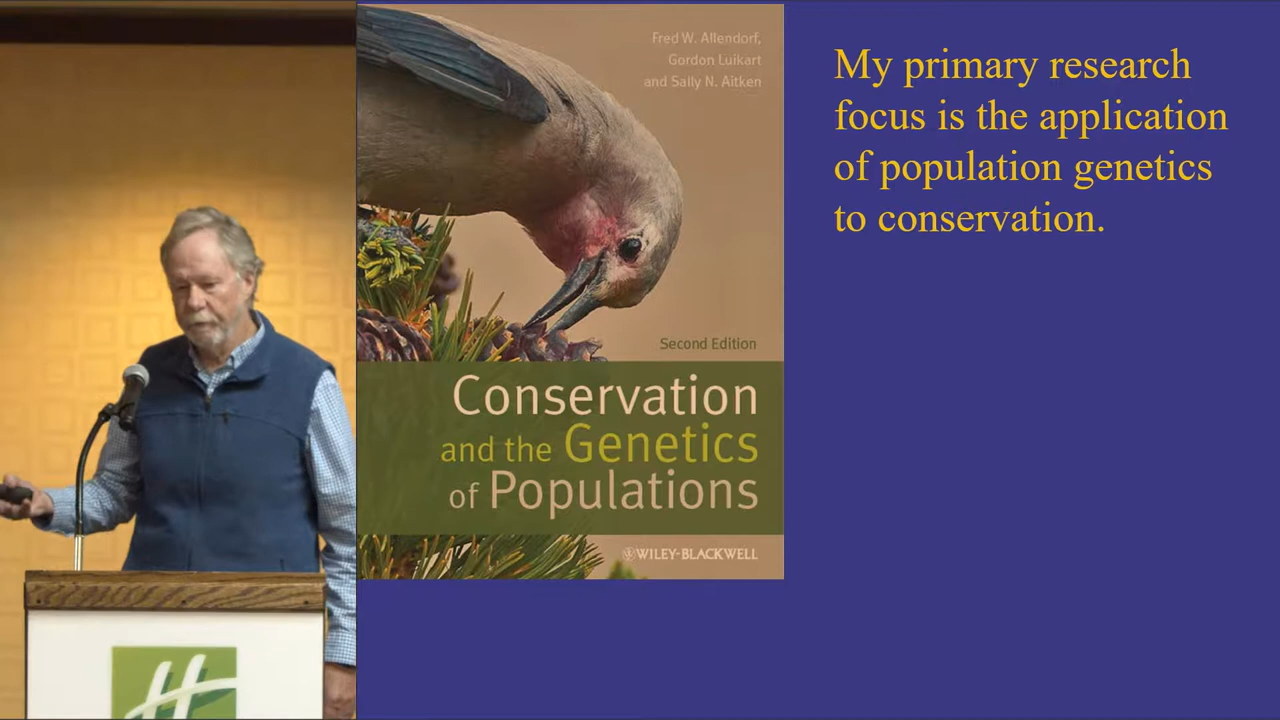 Fred W. Allendorf,
Gordon Luikart
and Sally N. Aitken
Second Edition
Conservation
and the Genetics
of Populations
WILEY-BLACKWELL
My primary research
focus is the application
of population genetics
to conservation.